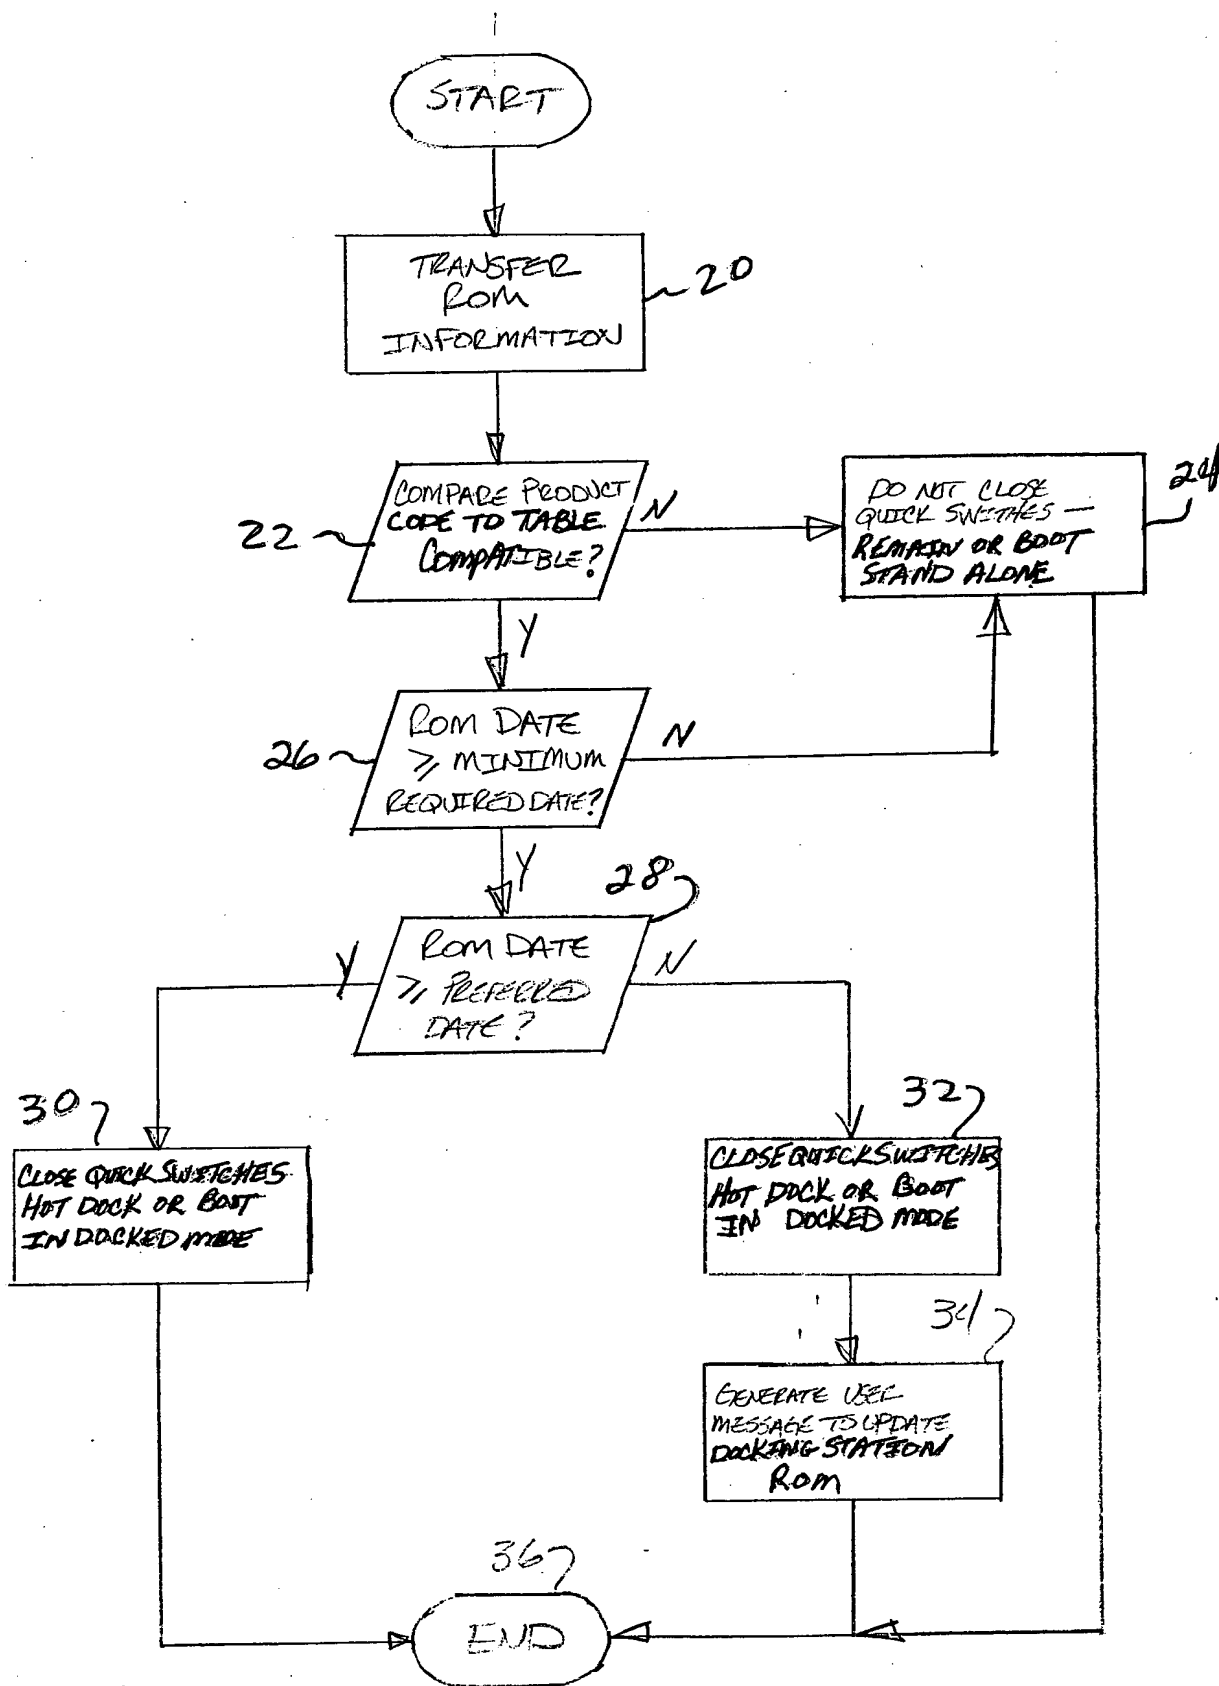 START
TRANSFER
ROM
INFORMATION
20
COMPARE PRODUCT
CODE TO TABLE
COMPATIBLE?
22
N
DO NOT CLOSE
QUICK SWITHES —
REMAIN OR BOOT
STAND ALONE
24
Y
ROM DATE
≥ MINIMUM
REQUIRED DATE?
26
N
Y
28
ROM DATE
≥ PREFERRED
DATE?
Y
N
30
CLOSE QUICK SWITCHES
HOT DOCK OR BOOT
IN DOCKED MODE
32
CLOSE QUICK SWITCHES
HOT DOCK OR BOOT
IN DOCKED MODE
34
GENERATE USER
MESSAGE TO UPDATE
DOCKING STATION
ROM
36
END